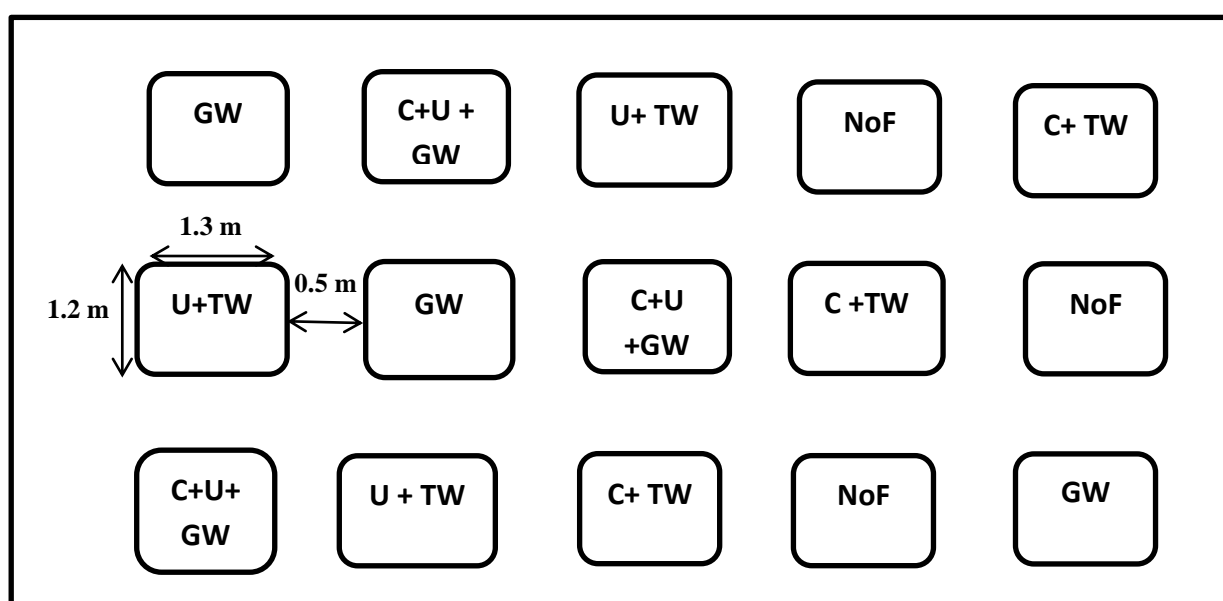 GW
C+U +
GW
U+ TW
NoF
C+ TW
1.3 m
1.2 m
U+TW
0.5 m
GW
C+U
+GW
C +TW
NoF
C+U+
GW
U + TW
C+ TW
NoF
GW